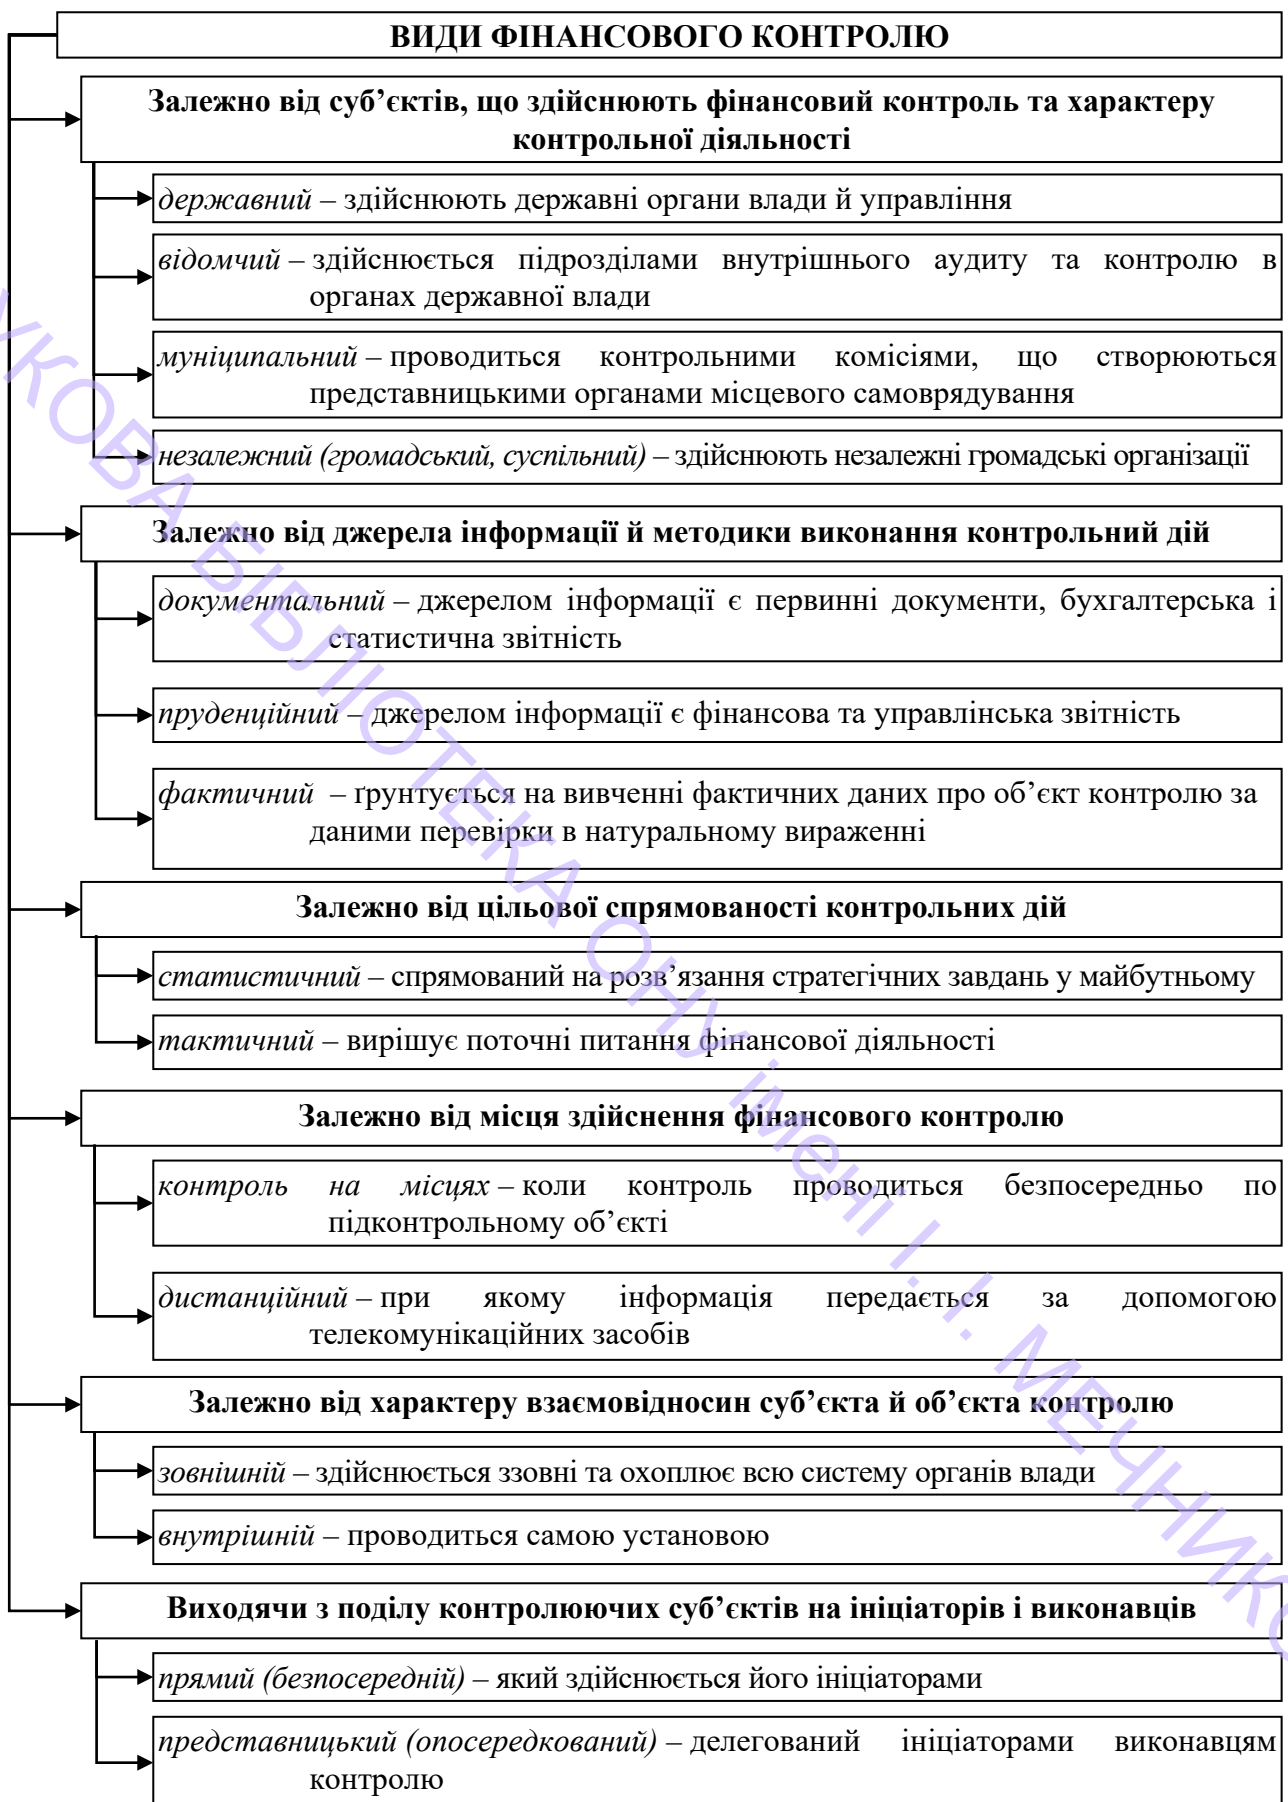 ВИДИ ФІНАНСОВОГО КОНТРОЛЮ
Залежно від суб’єктів, що здійснюють фінансовий контроль та характеру
контрольної діяльності
державний – здійснюють державні органи влади й управління
відомчий – здійснюється підрозділами внутрішнього аудиту та контролю в
органах державної влади
муніципальний – проводиться контрольними комісіями, що створюються
представницькими органами місцевого самоврядування
незалежний (громадський, суспільний) – здійснюють незалежні громадські організації
Залежно від джерела інформації й методики виконання контрольний дій
документальний – джерелом інформації є первинні документи, бухгалтерська і
статистична звітність
пруденційний – джерелом інформації є фінансова та управлінська звітність
фактичний – ґрунтується на вивченні фактичних даних про об’єкт контролю за
даними перевірки в натуральному вираженні
Залежно від цільової спрямованості контрольних дій
статистичний – спрямований на розв’язання стратегічних завдань у майбутньому
тактичний – вирішує поточні питання фінансової діяльності
Залежно від місця здійснення фінансового контролю
контроль на місцях – коли контроль проводиться безпосередньо по
підконтрольному об’єкті
дистанційний – при якому інформація передається за допомогою
телекомунікаційних засобів
Залежно від характеру взаємовідносин суб’єкта й об’єкта контролю
зовнішній – здійснюється ззовні та охоплює всю систему органів влади
внутрішній – проводиться самою установою
Виходячи з поділу контролюючих суб’єктів на ініціаторів і виконавців
прямий (безпосередній) – який здійснюється його ініціаторами
представницький (опосередкований) – делегований ініціаторами виконавцям
контролю
УКОВА БІБЛІОТЕКА ОНУ імені І. І. МЕЧНИКО